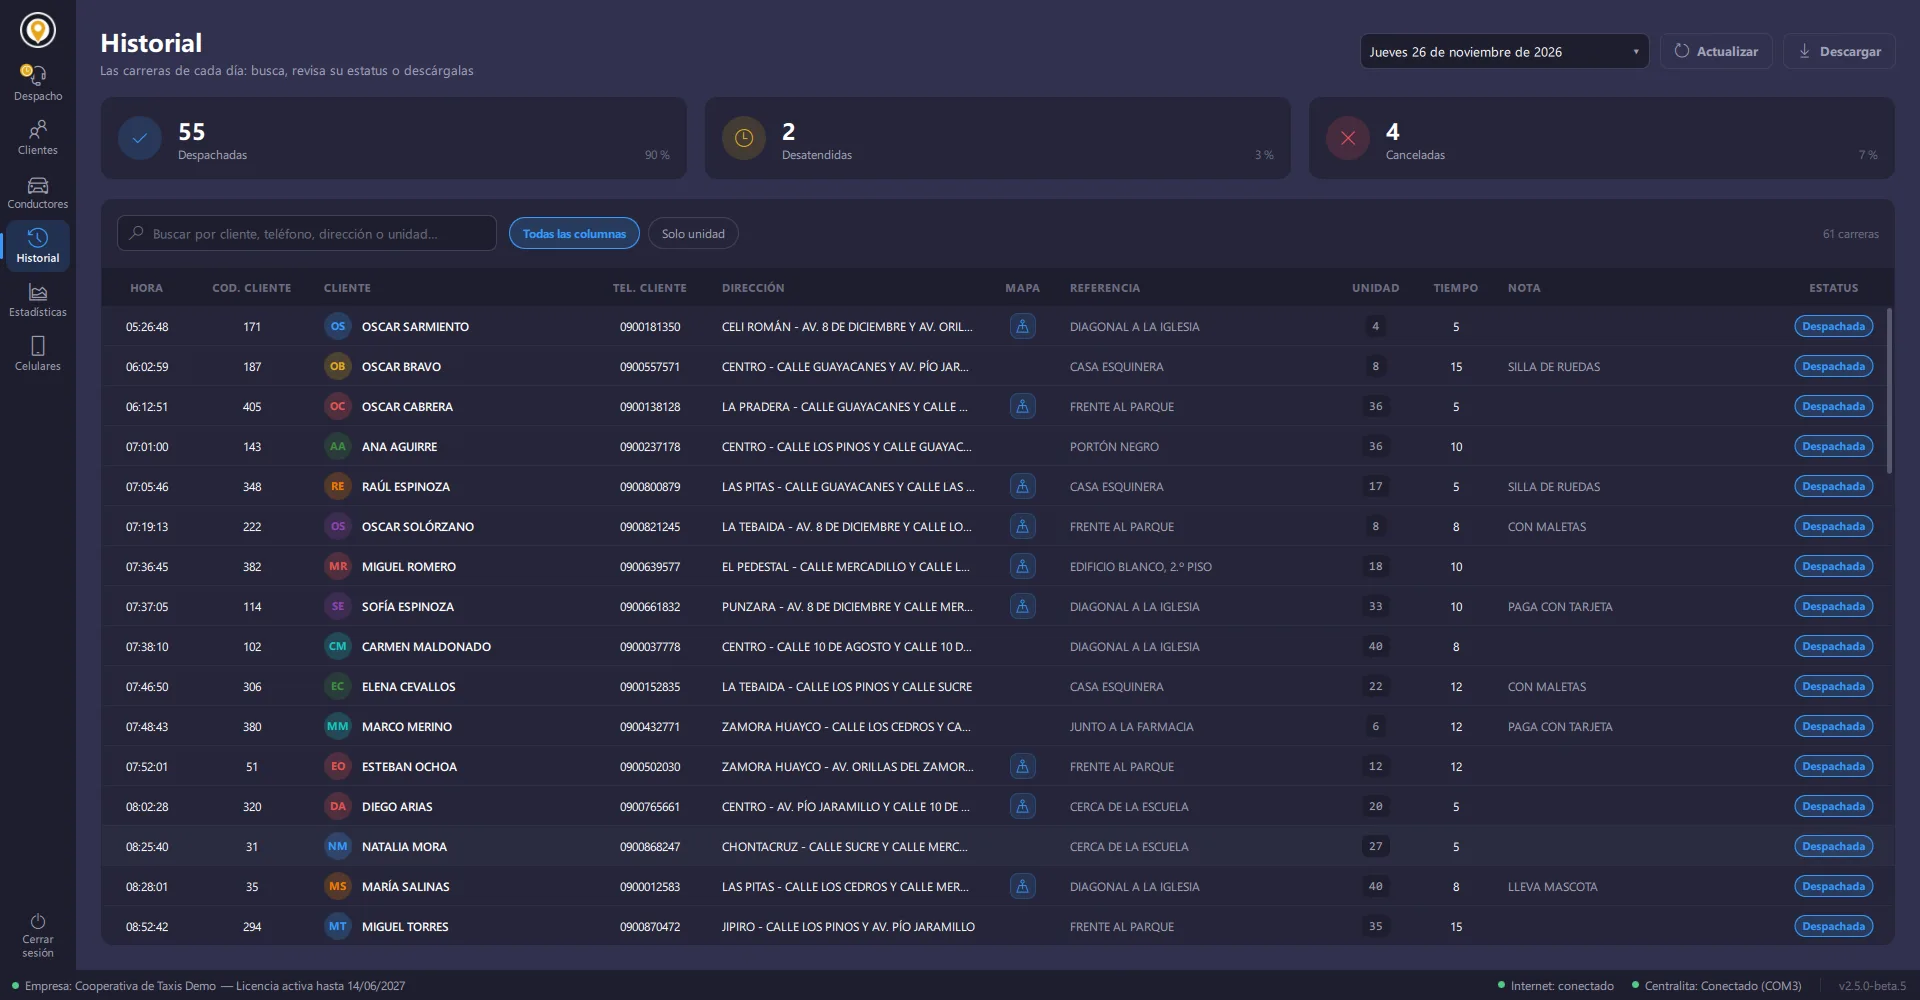 Historial
Las carreras de cada día: busca, revisa su estatus o descárgalas
Jueves 26 de noviembre de 2026
Actualizar
Descargar
Despacho
Clientes
Conductores
Historial
Estadísticas
Celulares
Cerrar
sesión
55
Despachadas
90 %
2
Desatendidas
3 %
4
Canceladas
7 %
Buscar por cliente, teléfono, dirección o unidad...
Todas las columnas
Solo unidad
61 carreras
HORA COD. CLIENTE CLIENTE TEL. CLIENTE DIRECCIÓN MAPA REFERENCIA UNIDAD TIEMPO NOTA ESTATUS
05:26:48 171 OS OSCAR SARMIENTO 0900181350 CELI ROMÁN - AV. 8 DE DICIEMBRE Y AV. ORIL... DIAGONAL A LA IGLESIA 4 5 Despachada
06:02:59 187 OB OSCAR BRAVO 0900557571 CENTRO - CALLE GUAYACANES Y AV. PÍO JAR... CASA ESQUINERA 8 15 SILLA DE RUEDAS Despachada
06:12:51 405 OC OSCAR CABRERA 0900138128 LA PRADERA - CALLE GUAYACANES Y CALLE ... FRENTE AL PARQUE 36 5 Despachada
07:01:00 143 AA ANA AGUIRRE 0900237178 CENTRO - CALLE LOS PINOS Y CALLE GUAYAC... PORTÓN NEGRO 36 10 Despachada
07:05:46 348 RE RAÚL ESPINOZA 0900800879 LAS PITAS - CALLE GUAYACANES Y CALLE LAS ... CASA ESQUINERA 17 5 SILLA DE RUEDAS Despachada
07:19:13 222 OS OSCAR SOLÓRZANO 0900821245 LA TEBAIDA - AV. 8 DE DICIEMBRE Y CALLE LO... FRENTE AL PARQUE 8 8 CON MALETAS Despachada
07:36:45 382 MR MIGUEL ROMERO 0900639577 EL PEDESTAL - CALLE MERCADILLO Y CALLE L... EDIFICIO BLANCO, 2.º PISO 18 10 Despachada
07:37:05 114 SE SOFÍA ESPINOZA 0900661832 PUNZARA - AV. 8 DE DICIEMBRE Y CALLE MER... DIAGONAL A LA IGLESIA 33 10 PAGA CON TARJETA Despachada
07:38:10 102 CM CARMEN MALDONADO 0900037778 CENTRO - CALLE 10 DE AGOSTO Y CALLE 10 D... DIAGONAL A LA IGLESIA 40 8 Despachada
07:46:50 306 EC ELENA CEVALLOS 0900152835 LA TEBAIDA - CALLE LOS PINOS Y CALLE SUCRE CASA ESQUINERA 22 12 CON MALETAS Despachada
07:48:43 380 MM MARCO MERINO 0900432771 ZAMORA HUAYCO - CALLE LOS CEDROS Y CA... JUNTO A LA FARMACIA 6 12 PAGA CON TARJETA Despachada
07:52:01 51 EO ESTEBAN OCHOA 0900502030 ZAMORA HUAYCO - AV. ORILLAS DEL ZAMOR... FRENTE AL PARQUE 12 12 Despachada
08:02:28 320 DA DIEGO ARIAS 0900765661 CENTRO - AV. PÍO JARAMILLO Y CALLE 10 DE ... CERCA DE LA ESCUELA 20 5 Despachada
08:25:40 31 NM NATALIA MORA 0900868247 CHONTACRUZ - CALLE SUCRE Y CALLE MERC... CERCA DE LA ESCUELA 27 5 Despachada
08:28:01 35 MS MARÍA SALINAS 0900012583 LAS PITAS - CALLE LOS CEDROS Y CALLE MER... DIAGONAL A LA IGLESIA 40 8 LLEVA MASCOTA Despachada
08:52:42 294 MT MIGUEL TORRES 0900870472 JIPIRO - CALLE LOS PINOS Y AV. PÍO JARAMILLO FRENTE AL PARQUE 35 15 Despachada
Empresa: Cooperativa de Taxis Demo — Licencia activa hasta 14/06/2027
Internet: conectado
Centralita: Conectado (COM3)
v2.5.0-beta.5